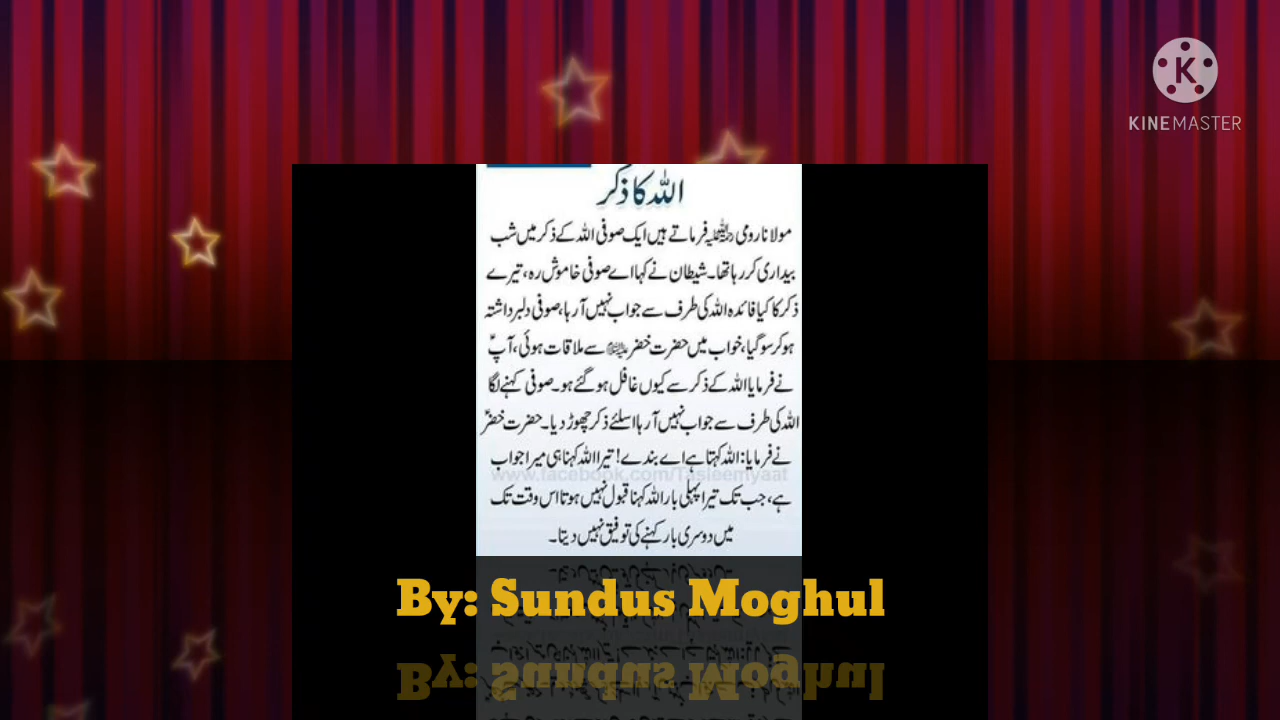 KINEMASTER
اللہ کا ذکر
مولانا رومی رحمۃاللہ علیہ فرماتے ہیں ایک صوفی اللہ کے ذکر میں شب
بیداری کر رہا تھا۔ شیطان نے کہا اے صوفی خاموش رہ، تیرے
ذکر کا کیا فائدہ اللہ کی طرف سے جواب نہیں آ رہا، صوفی دلبرداشتہ
ہو کر سو گیا، خواب میں حضرت خضر علیہ السلام سے ملاقات ہوئی، آپؑ
نے فرمایا اللہ کے ذکر سے کیوں غافل ہو گئے ہو۔ صوفی کہنے لگا
اللہ کی طرف سے جواب نہیں آ رہا اسلئے ذکر چھوڑ دیا۔ حضرت خضرؑ
نے فرمایا: اللہ کہتا ہے اے بندے! تیرا اللہ کہنا ہی میرا جواب
www.facebook.com/Tasleemyaat
ہے، جب تک تیرا پہلی بار اللہ کہنا قبول نہیں ہوتا اس وقت تک
میں دوسری بار کہنے کی توفیق نہیں دیتا۔
By: Sundus Moghul